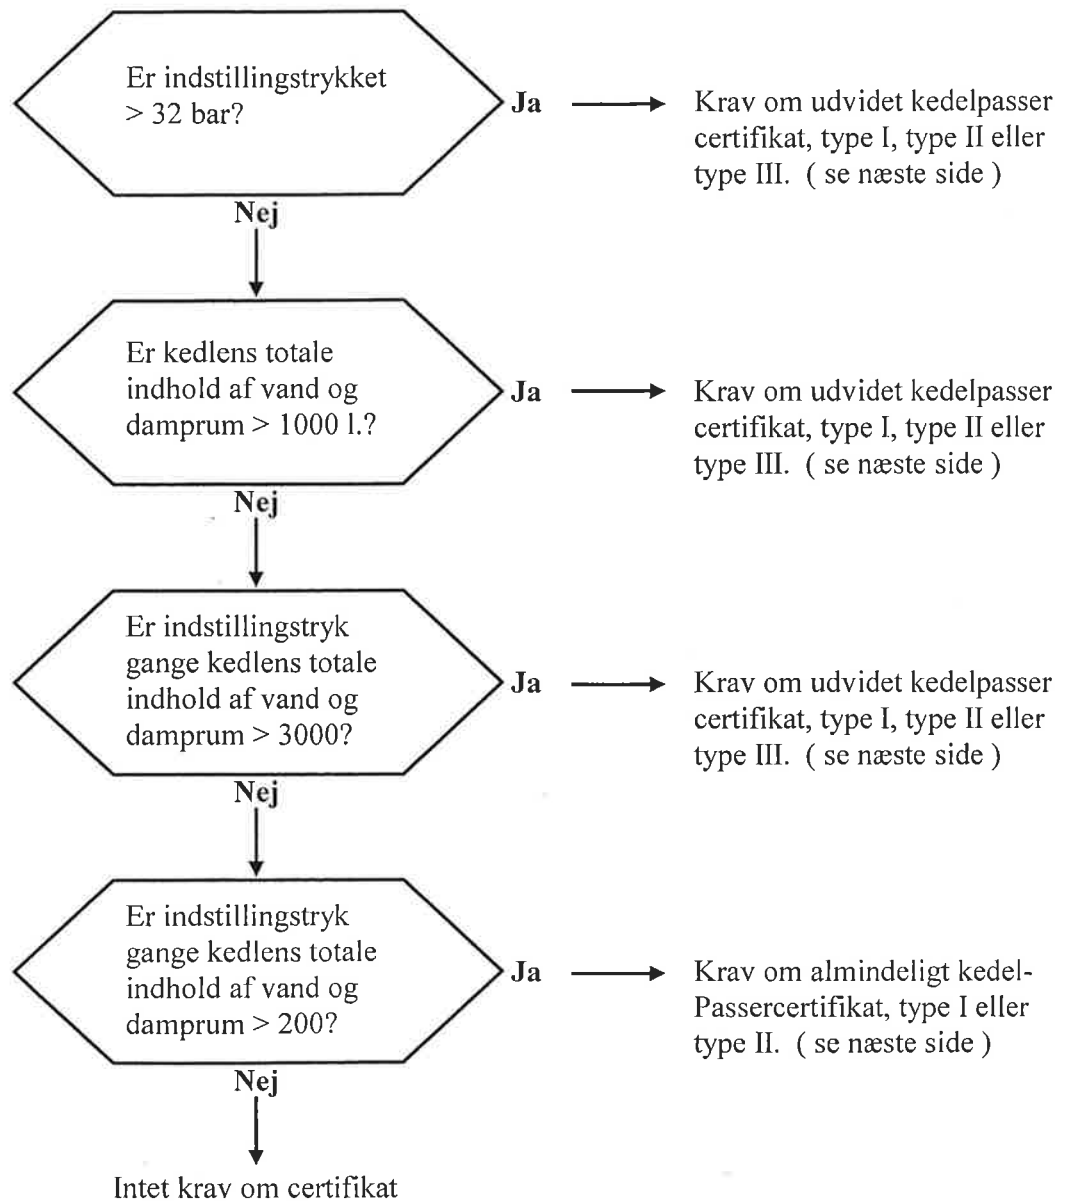 Er indstillingstrykket
> 32 bar?
Ja
Krav om udvidet kedelpasser
certifikat, type I, type II eller
type III. ( se næste side )
Nej
Er kedlens totale
indhold af vand og
damprum > 1000 l.?
Ja
Krav om udvidet kedelpasser
certifikat, type I, type II eller
type III. ( se næste side )
Nej
Er indstillingstryk
gange kedlens totale
indhold af vand og
damprum > 3000?
Ja
Krav om udvidet kedelpasser
certifikat, type I, type II eller
type III. ( se næste side )
Nej
Er indstillingstryk
gange kedlens totale
indhold af vand og
damprum > 200?
Ja
Krav om almindeligt kedel-
Passercertifikat, type I eller
type II. ( se næste side )
Nej
Intet krav om certifikat